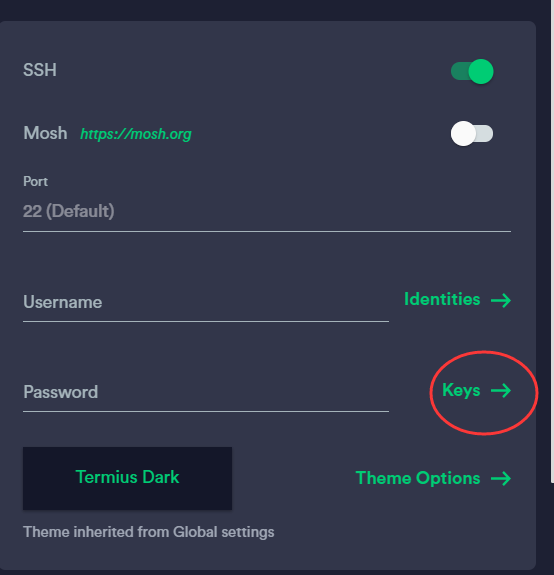 SSH
Mosh https://mosh.org
Port
22 (Default)
Username
Identities
Password
Keys
Termius Dark
Theme Options
Theme inherited from Global settings